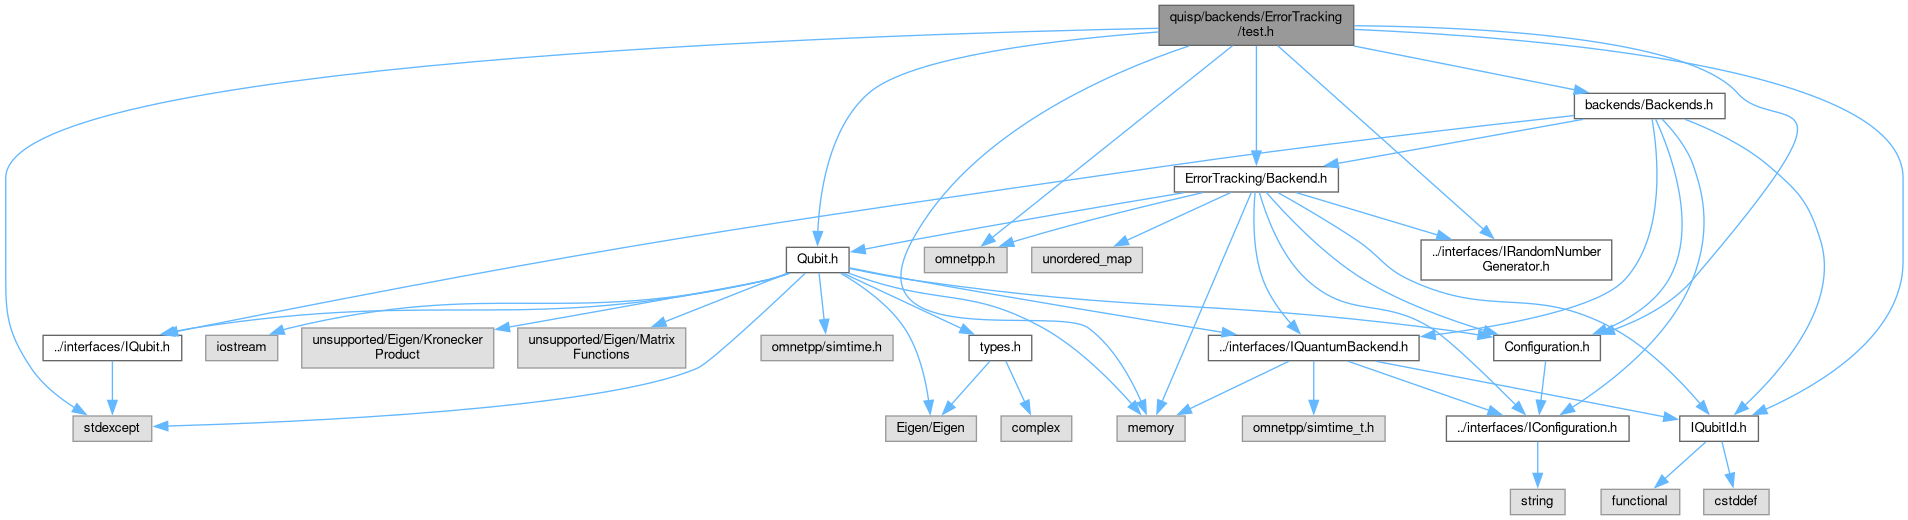 quisp/backends/ErrorTracking
/test.h
backends/Backends.h
ErrorTracking/Backend.h
Qubit.h
omnetpp.h
unordered_map
../interfaces/IRandomNumber
Generator.h
../interfaces/IQubit.h
iostream
unsupported/Eigen/Kronecker
Product
unsupported/Eigen/Matrix
Functions
omnetpp/simtime.h
types.h
../interfaces/IQuantumBackend.h
Configuration.h
stdexcept
Eigen/Eigen
complex
memory
omnetpp/simtime_t.h
../interfaces/IConfiguration.h
IQubitId.h
string
functional
cstddef